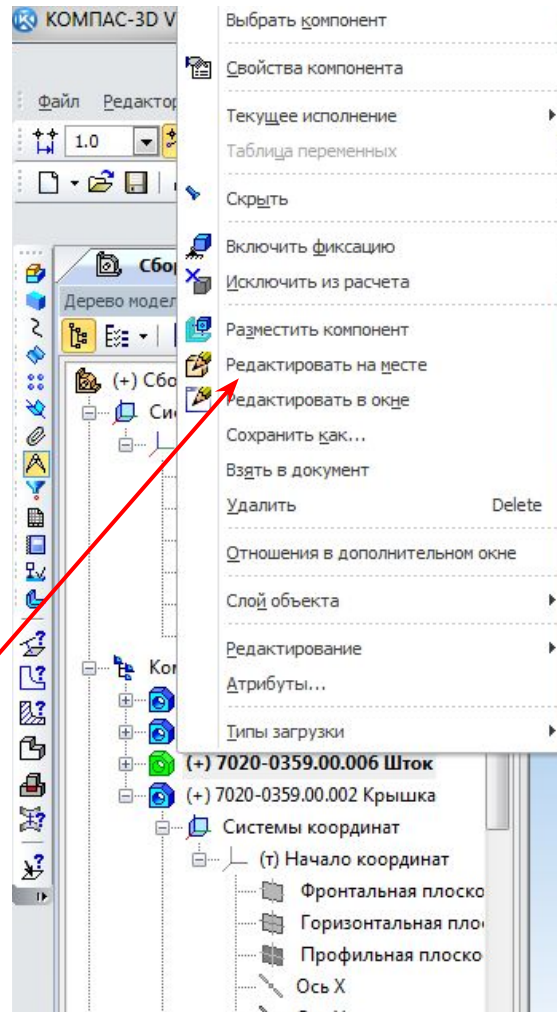 КОМПАС-3D V
Файл Редактор
1.0
Сбор
Дерево модел
(+) Сбо
Си
Выбрать компонент
Свойства компонента
Текущее исполнение
Таблица переменных
Скрыть
Включить фиксацию
Исключить из расчета
Разместить компонент
Редактировать на месте
Редактировать в окне
Сохранить как...
Взять в документ
Удалить Delete
Отношения в дополнительном окне
Слой объекта
Редактирование
Атрибуты...
Типы загрузки
Ком
(+) 7020-0359.00.006 Шток
(+) 7020-0359.00.002 Крышка
Системы координат
(т) Начало координат
Фронтальная плоско
Горизонтальная пло
Профильная плоско
Ось X